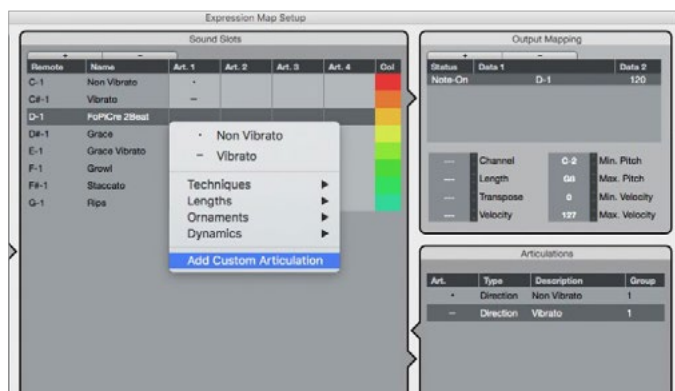 Expression Map Setup
Sound Slots
+ −
Remote Name Art. 1 Art. 2 Art. 3 Art. 4 Col
C-1 Non Vibrato ·
C#-1 Vibrato –
D-1 FoPlCre 2Beat
D#-1 Grace
E-1 Grace Vibrato
F-1 Growl
F#-1 Staccato
G-1 Rips
· Non Vibrato
– Vibrato
Techniques
Lengths
Ornaments
Dynamics
Add Custom Articulation
Output Mapping
+ −
Status Data 1 Data 2
Note-On D-1 120
--- Channel C-2 Min. Pitch
--- Length G8 Max. Pitch
--- Transpose 0 Min. Velocity
--- Velocity 127 Max. Velocity
Articulations
Art. Type Description Group
· Direction Non Vibrato 1
– Direction Vibrato 1